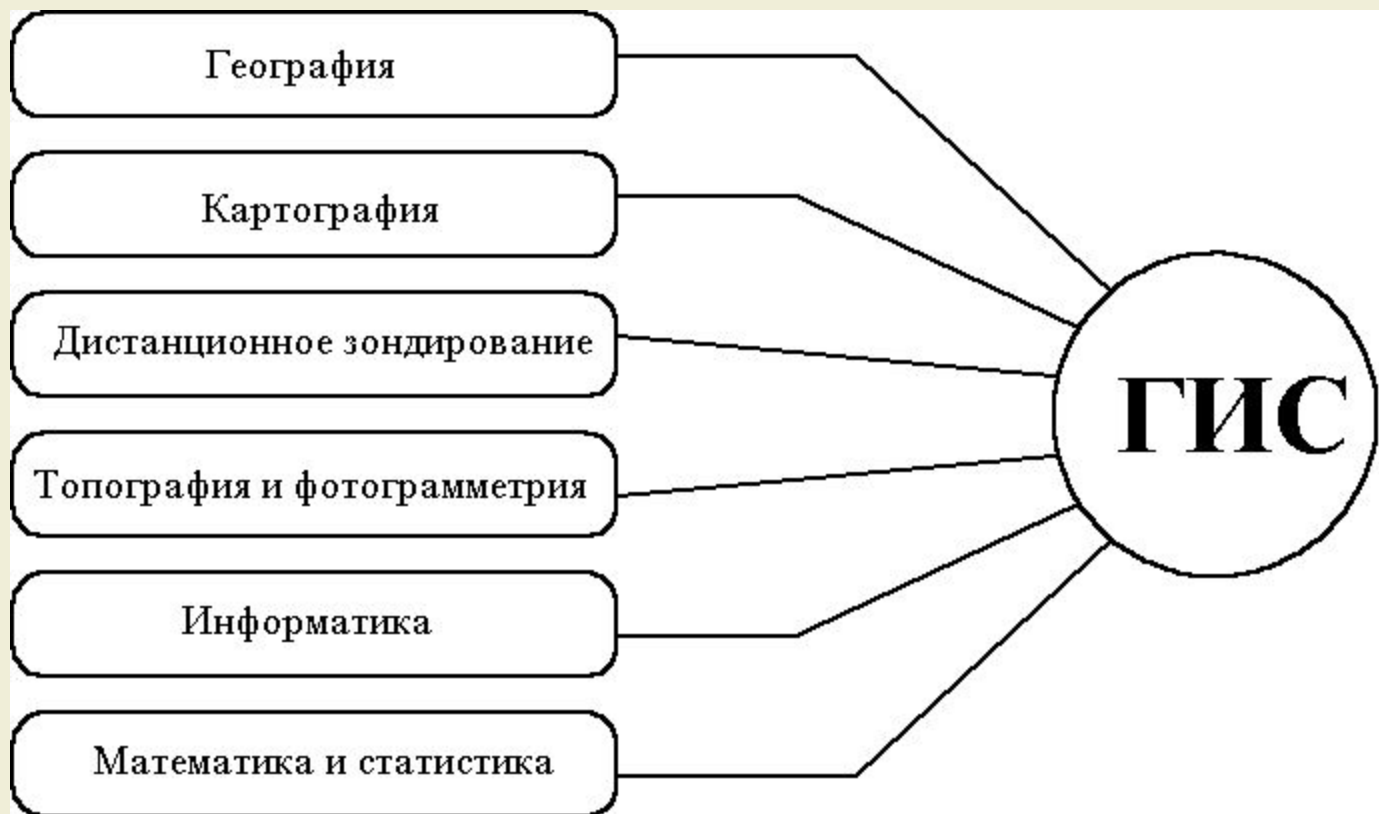 География
Картография
Дистанционное зондирование
Топография и фотограмметрия
Информатика
Математика и статистика
ГИС